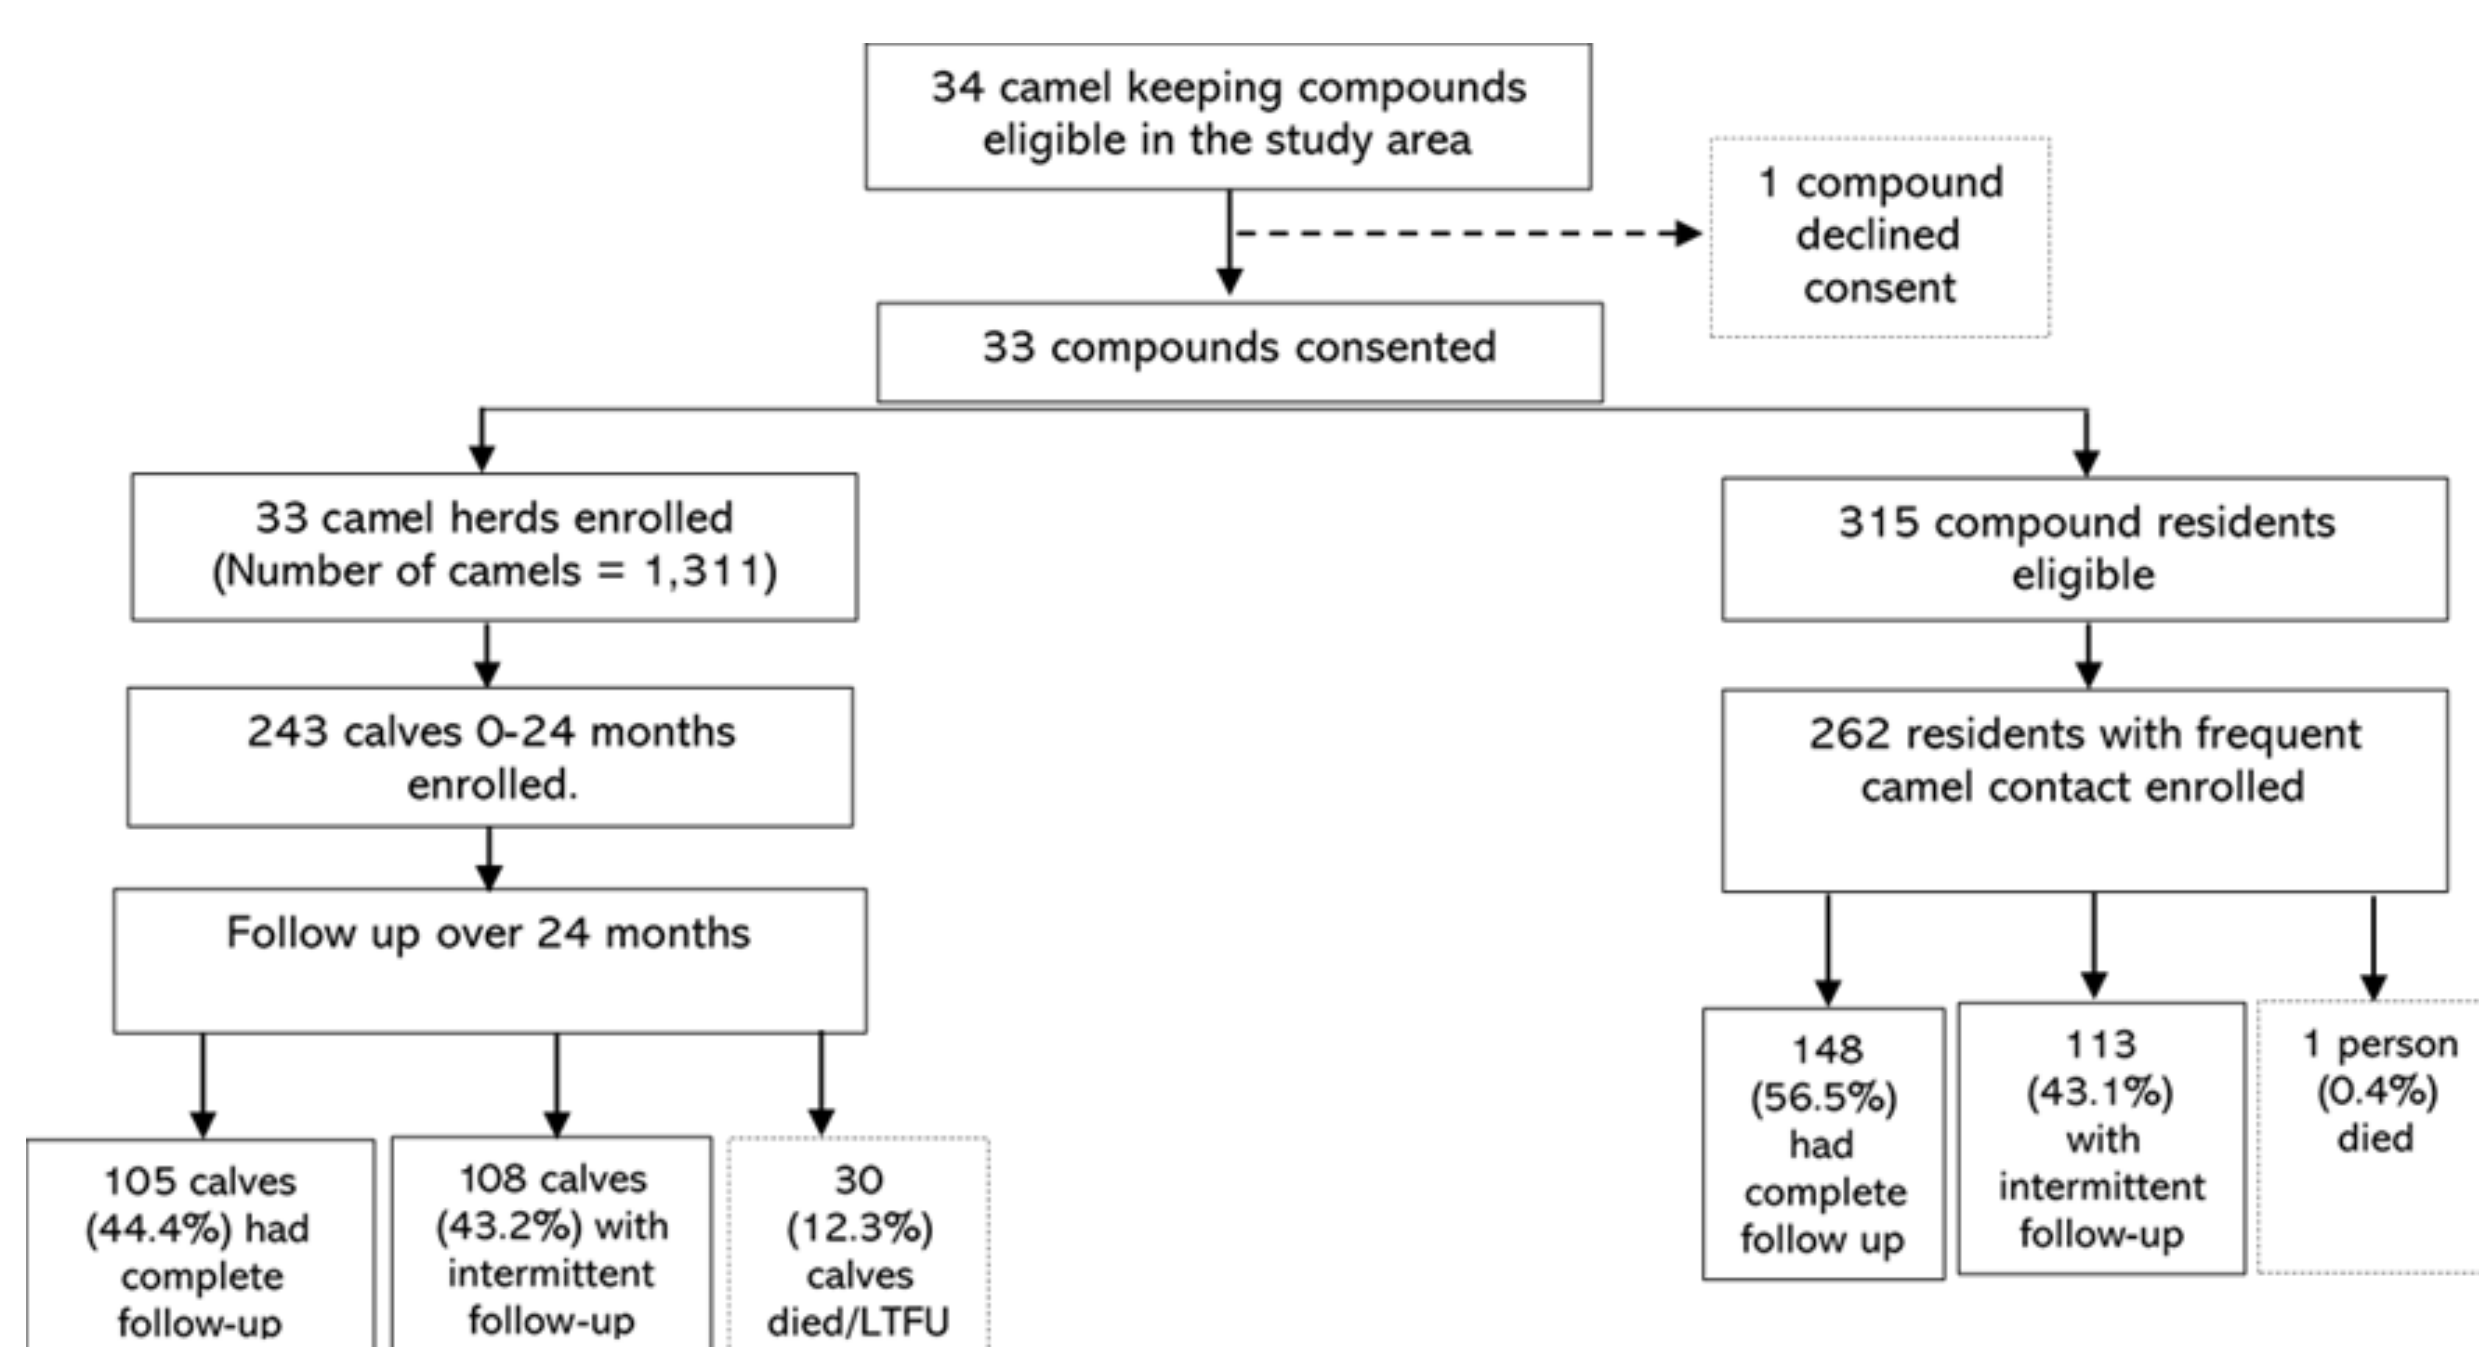 34 camel keeping compounds
eligible in the study area
1 compound
declined
consent
33 compounds consented
33 camel herds enrolled
(Number of camels = 1,311)
315 compound residents
eligible
243 calves 0-24 months
enrolled.
262 residents with frequent
camel contact enrolled
Follow up over 24 months
105 calves
(44.4%) had
complete
follow-up
108 calves
(43.2%) with
intermittent
follow-up
30
(12.3%)
calves
died/LTFU
148
(56.5%)
had
complete
follow up
113
(43.1%)
with
intermittent
follow-up
1 person
(0.4%)
died